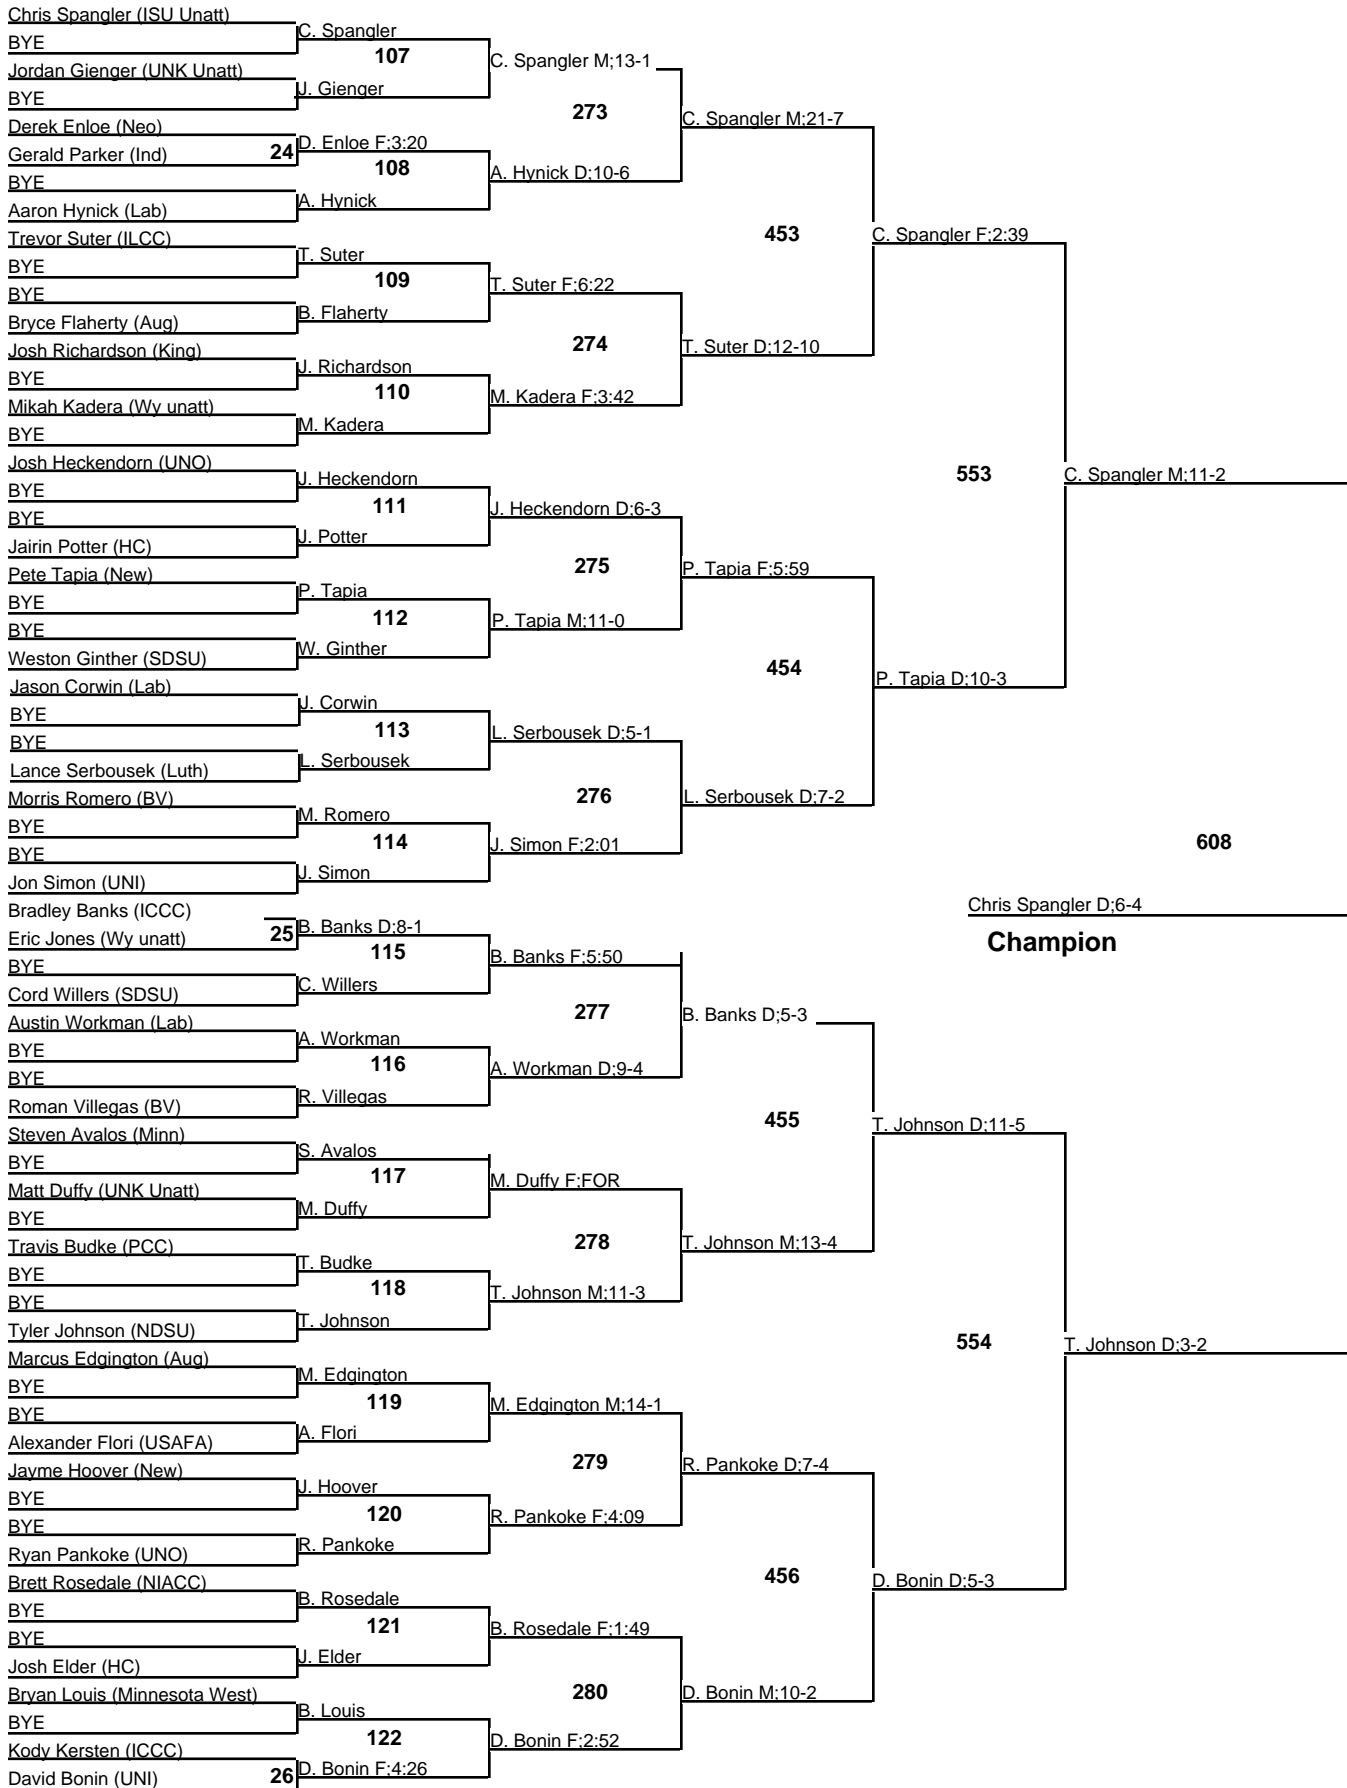 Chris Spangler (ISU Unatt)
BYE
Jordan Gienger (UNK Unatt)
BYE
Derek Enloe (Neo)
Gerald Parker (Ind)
BYE
Aaron Hynick (Lab)
Trevor Suter (ILCC)
BYE
BYE
Bryce Flaherty (Aug)
Josh Richardson (King)
BYE
Mikah Kadera (Wy unatt)
BYE
Josh Heckendorn (UNO)
BYE
BYE
Jairin Potter (HC)
Pete Tapia (New)
BYE
BYE
Weston Ginther (SDSU)
Jason Corwin (Lab)
BYE
BYE
Lance Serbousek (Luth)
Morris Romero (BV)
BYE
BYE
Jon Simon (UNI)
Bradley Banks (ICCC)
Eric Jones (Wy unatt)
BYE
Cord Willers (SDSU)
Austin Workman (Lab)
BYE
BYE
Roman Villegas (BV)
Steven Avalos (Minn)
BYE
Matt Duffy (UNK Unatt)
BYE
Travis Budke (PCC)
BYE
BYE
Tyler Johnson (NDSU)
Marcus Edgington (Aug)
BYE
BYE
Alexander Flori (USAFA)
Jayme Hoover (New)
BYE
BYE
Ryan Pankoke (UNO)
Brett Rosedale (NIACC)
BYE
BYE
Josh Elder (HC)
Bryan Louis (Minnesota West)
BYE
Kody Kersten (ICCC)
David Bonin (UNI)
24
25
26
C. Spangler
107
J. Gienger
D. Enloe F;3:20
108
A. Hynick
T. Suter
109
B. Flaherty
J. Richardson
110
M. Kadera
J. Heckendorn
111
J. Potter
P. Tapia
112
W. Ginther
J. Corwin
113
L. Serbousek
M. Romero
114
J. Simon
B. Banks D;8-1
115
C. Willers
A. Workman
116
R. Villegas
S. Avalos
117
M. Duffy
T. Budke
118
T. Johnson
M. Edgington
119
A. Flori
J. Hoover
120
R. Pankoke
B. Rosedale
121
J. Elder
B. Louis
122
D. Bonin F;4:26
C. Spangler M;13-1
273
A. Hynick D;10-6
T. Suter F;6:22
274
M. Kadera F;3:42
J. Heckendorn D;6-3
275
P. Tapia M;11-0
L. Serbousek D;5-1
276
J. Simon F;2:01
B. Banks F;5:50
277
A. Workman D;9-4
M. Duffy F;FOR
278
T. Johnson M;11-3
M. Edgington M;14-1
279
R. Pankoke F;4:09
B. Rosedale F;1:49
280
D. Bonin F;2:52
C. Spangler M;21-7
453
T. Suter D;12-10
P. Tapia F;5:59
454
L. Serbousek D;7-2
B. Banks D;5-3
455
T. Johnson M;13-4
R. Pankoke D;7-4
456
D. Bonin M;10-2
C. Spangler F;2:39
553
P. Tapia D;10-3
T. Johnson D;11-5
554
D. Bonin D;5-3
C. Spangler M;11-2
608
T. Johnson D;3-2
Chris Spangler D;6-4
Champion